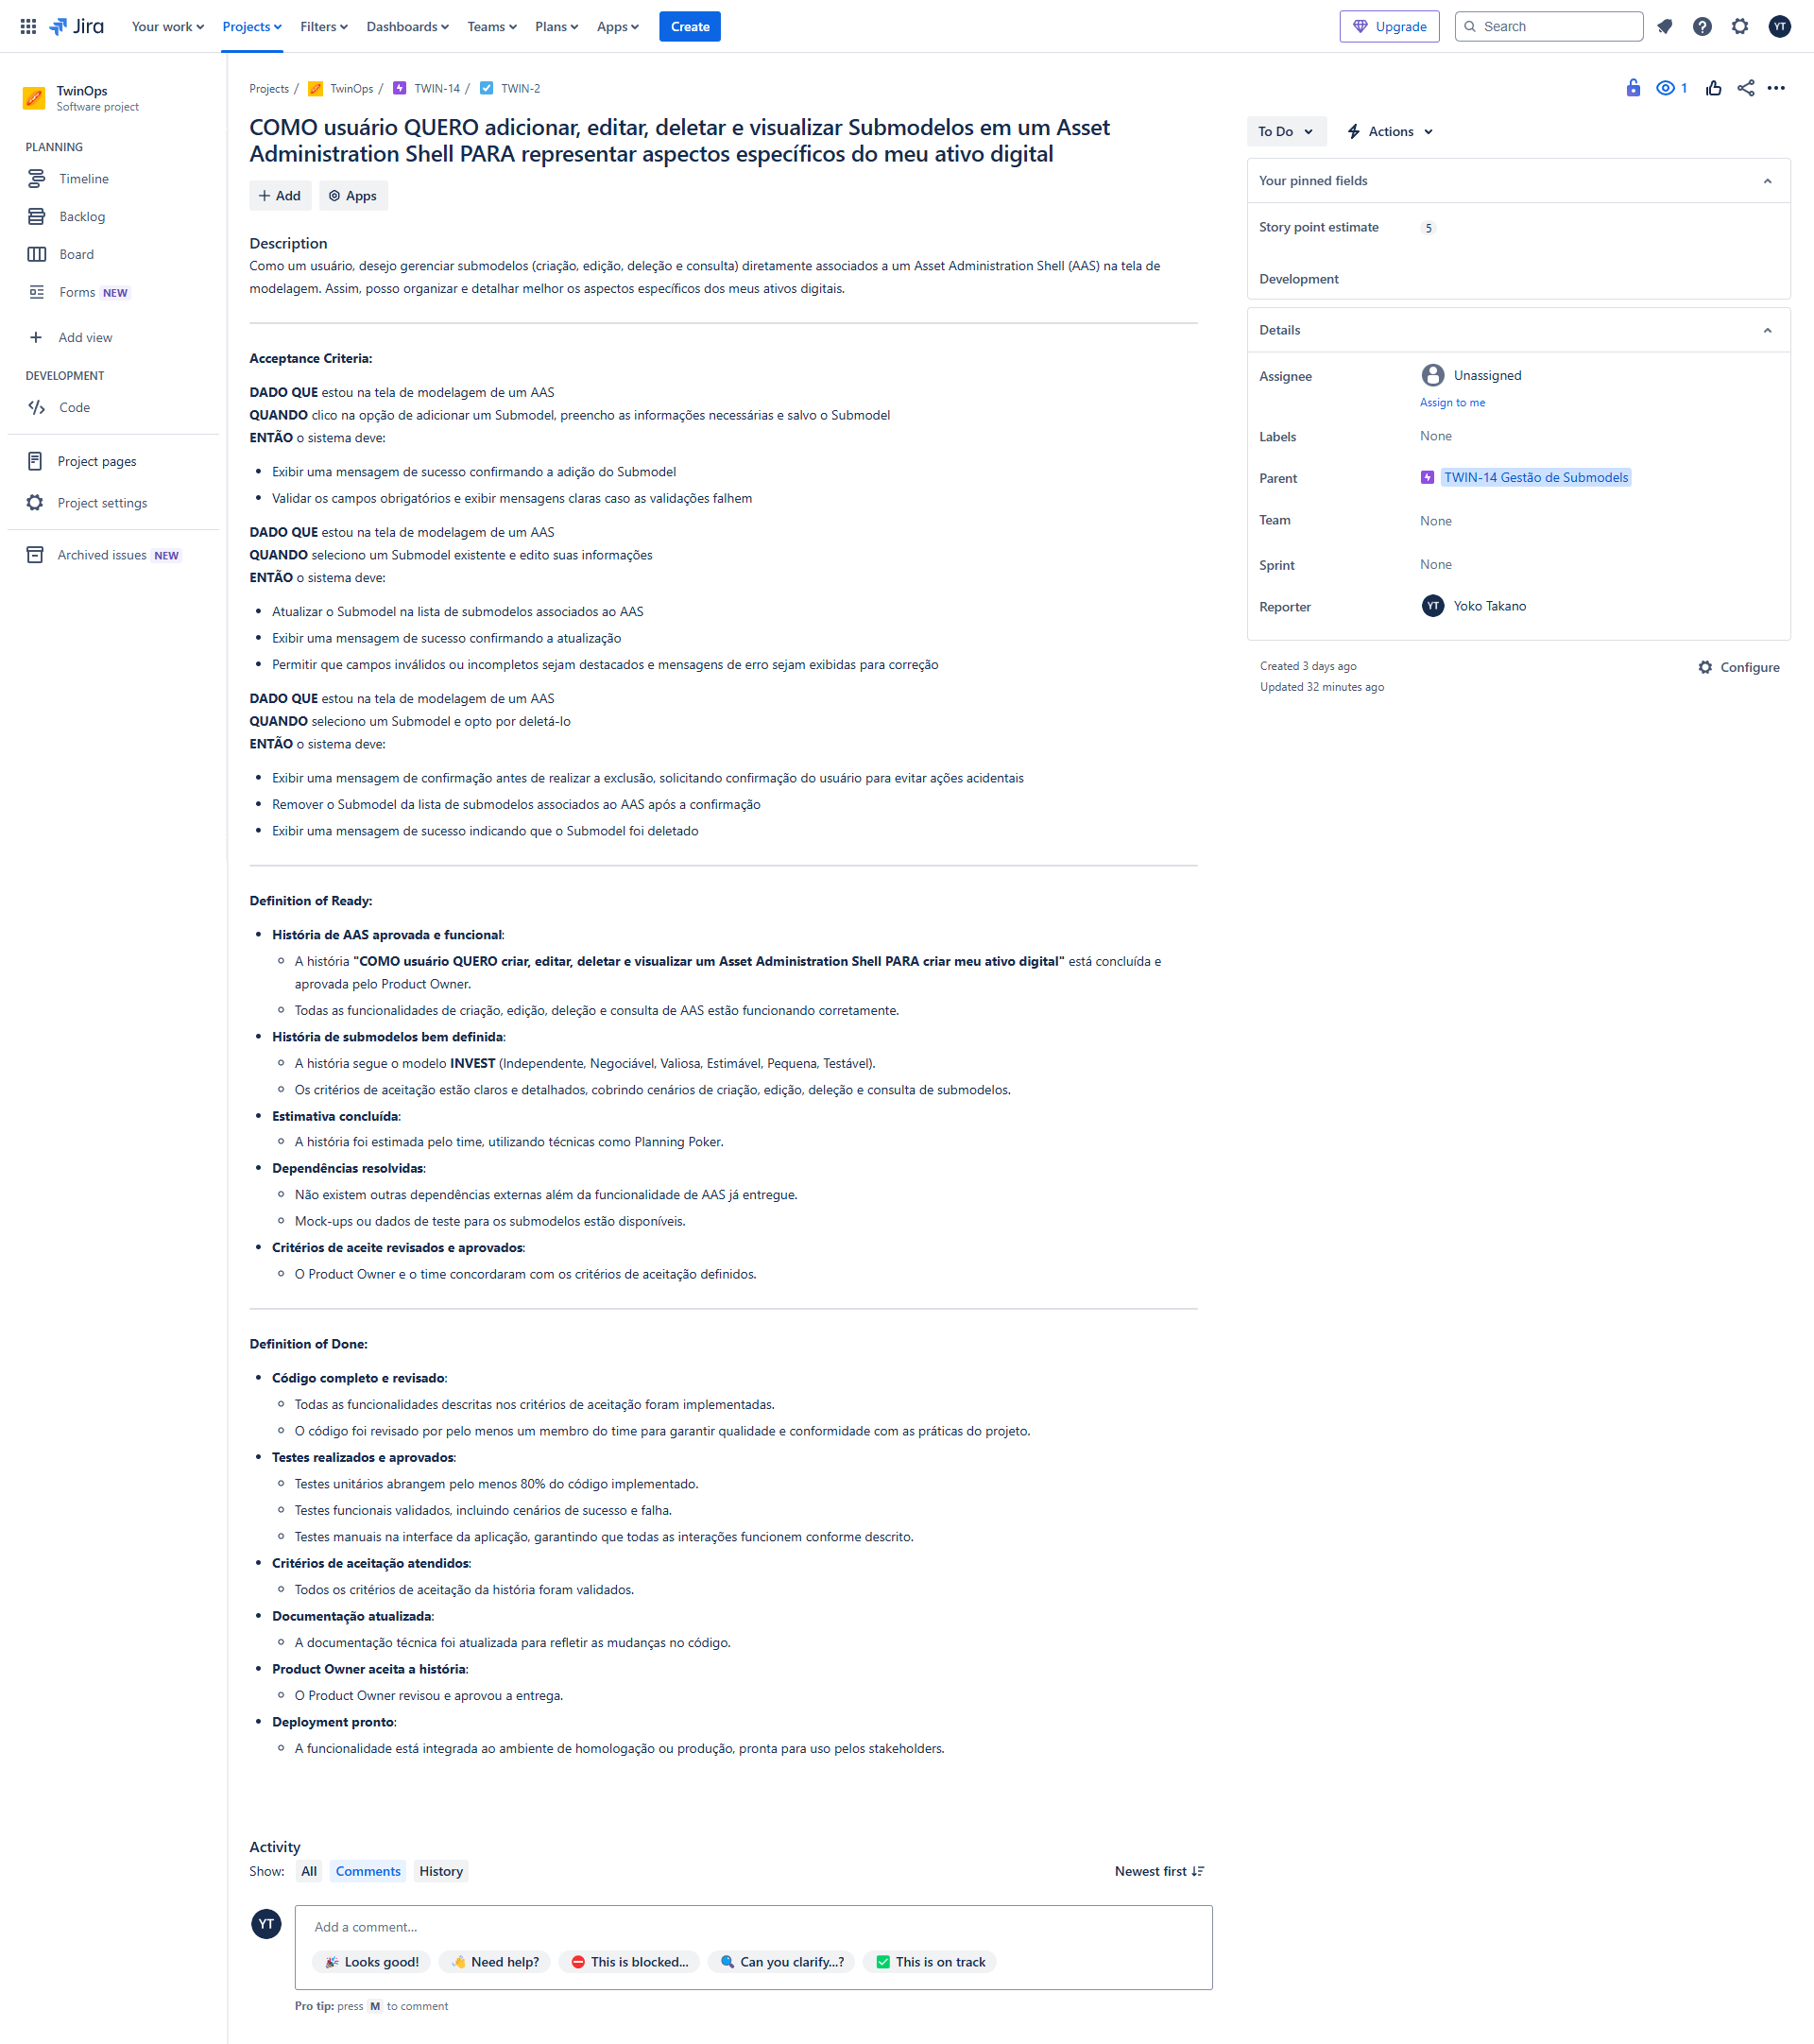 Jira Your work Projects Filters Dashboards Teams Plans Apps Create Upgrade Search YT
TwinOps
Software project
PLANNING
Timeline
Backlog
Board
Forms NEW
Add view
DEVELOPMENT
Code
Project pages
Project settings
Archived issues NEW
Projects / TwinOps / TWIN-14 / TWIN-2
COMO usuário QUERO adicionar, editar, deletar e visualizar Submodelos em um Asset
Administration Shell PARA representar aspectos específicos do meu ativo digital
Add Apps
Description
Como um usuário, desejo gerenciar submodelos (criação, edição, deleção e consulta) diretamente associados a um Asset Administration Shell (AAS) na tela de
modelagem. Assim, posso organizar e detalhar melhor os aspectos específicos dos meus ativos digitais.
Acceptance Criteria:
DADO QUE estou na tela de modelagem de um AAS
QUANDO clico na opção de adicionar um Submodel, preencho as informações necessárias e salvo o Submodel
ENTÃO o sistema deve:
• Exibir uma mensagem de sucesso confirmando a adição do Submodel
• Validar os campos obrigatórios e exibir mensagens claras caso as validações falhem
DADO QUE estou na tela de modelagem de um AAS
QUANDO seleciono um Submodel existente e edito suas informações
ENTÃO o sistema deve:
• Atualizar o Submodel na lista de submodelos associados ao AAS
• Exibir uma mensagem de sucesso confirmando a atualização
• Permitir que campos inválidos ou incompletos sejam destacados e mensagens de erro sejam exibidas para correção
DADO QUE estou na tela de modelagem de um AAS
QUANDO seleciono um Submodel e opto por deletá-lo
ENTÃO o sistema deve:
• Exibir uma mensagem de confirmação antes de realizar a exclusão, solicitando confirmação do usuário para evitar ações acidentais
• Remover o Submodel da lista de submodelos associados ao AAS após a confirmação
• Exibir uma mensagem de sucesso indicando que o Submodel foi deletado
Definition of Ready:
• História de AAS aprovada e funcional:
◦ A história "COMO usuário QUERO criar, editar, deletar e visualizar um Asset Administration Shell PARA criar meu ativo digital" está concluída e
aprovada pelo Product Owner.
◦ Todas as funcionalidades de criação, edição, deleção e consulta de AAS estão funcionando corretamente.
• História de submodelos bem definida:
◦ A história segue o modelo INVEST (Independente, Negociável, Valiosa, Estimável, Pequena, Testável).
◦ Os critérios de aceitação estão claros e detalhados, cobrindo cenários de criação, edição, deleção e consulta de submodelos.
• Estimativa concluída:
◦ A história foi estimada pelo time, utilizando técnicas como Planning Poker.
• Dependências resolvidas:
◦ Não existem outras dependências externas além da funcionalidade de AAS já entregue.
◦ Mock-ups ou dados de teste para os submodelos estão disponíveis.
• Critérios de aceite revisados e aprovados:
◦ O Product Owner e o time concordaram com os critérios de aceitação definidos.
Definition of Done:
• Código completo e revisado:
◦ Todas as funcionalidades descritas nos critérios de aceitação foram implementadas.
◦ O código foi revisado por pelo menos um membro do time para garantir qualidade e conformidade com as práticas do projeto.
• Testes realizados e aprovados:
◦ Testes unitários abrangem pelo menos 80% do código implementado.
◦ Testes funcionais validados, incluindo cenários de sucesso e falha.
◦ Testes manuais na interface da aplicação, garantindo que todas as interações funcionem conforme descrito.
• Critérios de aceitação atendidos:
◦ Todos os critérios de aceitação da história foram validados.
• Documentação atualizada:
◦ A documentação técnica foi atualizada para refletir as mudanças no código.
• Product Owner aceita a história:
◦ O Product Owner revisou e aprovou a entrega.
• Deployment pronto:
◦ A funcionalidade está integrada ao ambiente de homologação ou produção, pronta para uso pelos stakeholders.
Activity
Show: All Comments History Newest first
YT Add a comment...
Looks good! Need help? This is blocked... Can you clarify...? This is on track
Pro tip: press M to comment
1
To Do Actions
Your pinned fields
Story point estimate 5
Development
Details
Assignee Unassigned
Assign to me
Labels None
Parent TWIN-14 Gestão de Submodels
Team None
Sprint None
Reporter YT Yoko Takano
Created 3 days ago Configure
Updated 32 minutes ago